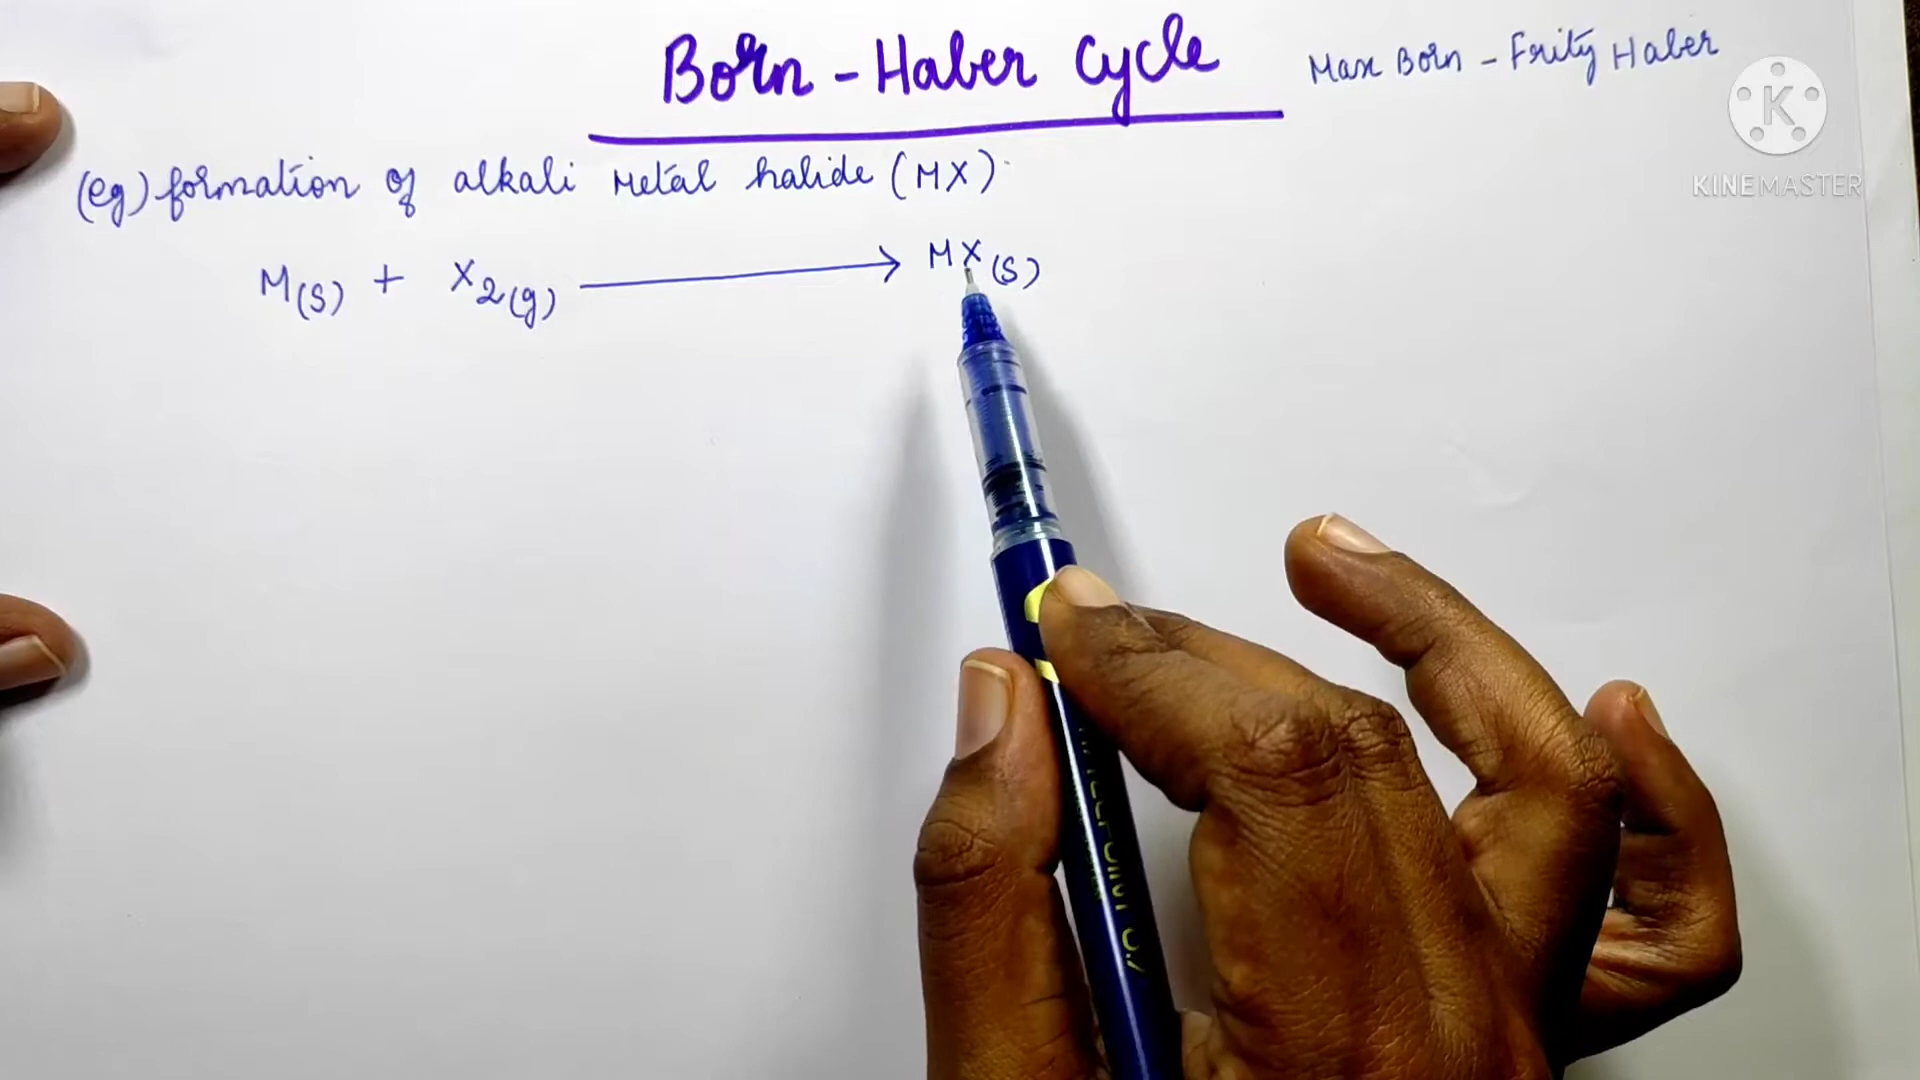 Born - Haber Cycle
Max Born - Frity Haber
K
KINEMASTER
(eg) formation of alkali Metal halide (MX).
M(s) + X2(g) ⟶ MX(s)